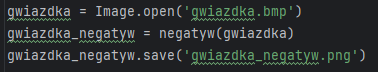 gwiazdka = Image.open('gwiazdka.bmp')
gwiazdka_negatyw = negatyw(gwiazdka)
gwiazdka_negatyw.save('gwiazdka_negatyw.png')